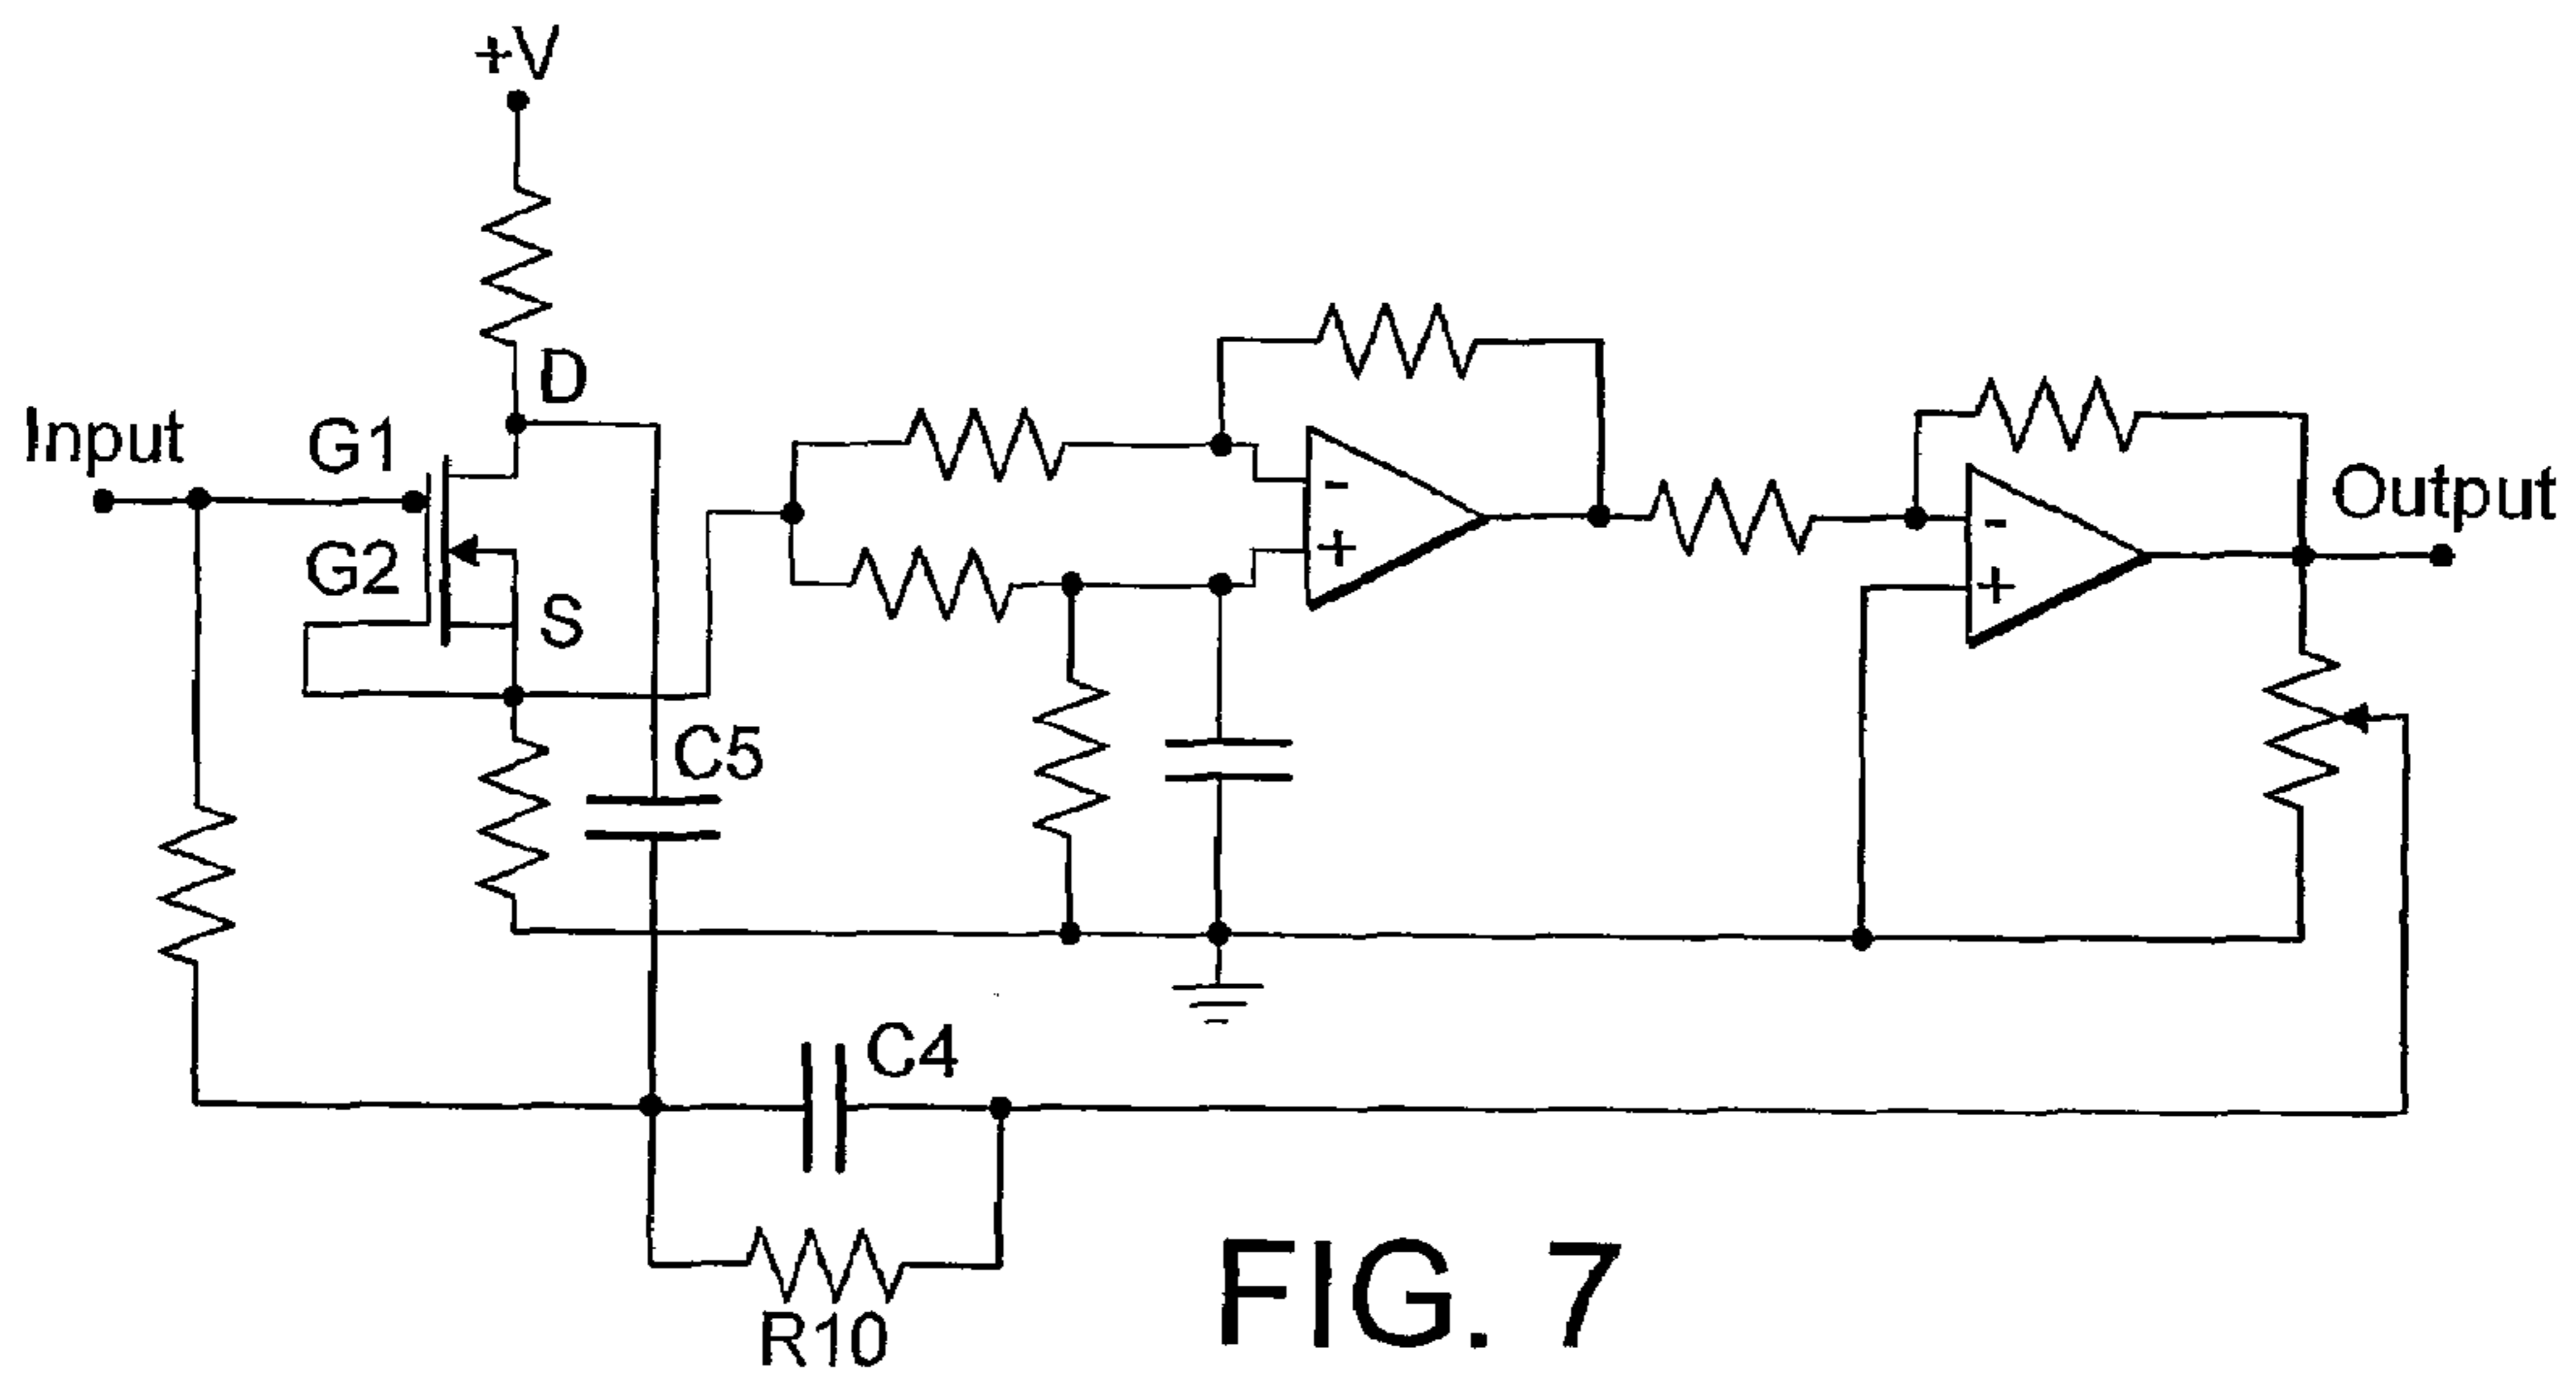 +V
D
Input
G1
G2
S
C5
-
+
-
+
Output
C4
R10
FIG. 7